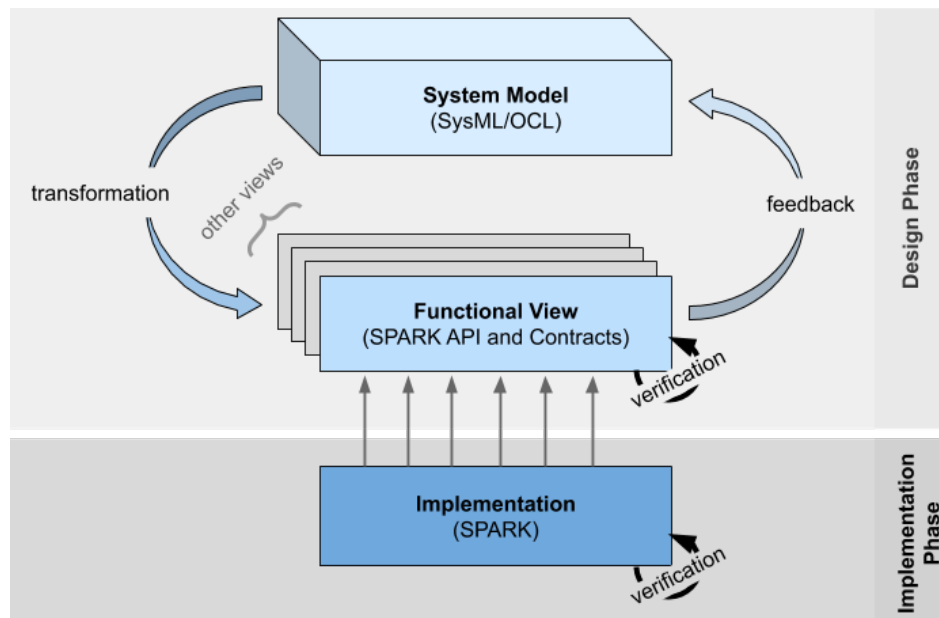 System Model
(SysML/OCL)
transformation
other views
feedback
Design Phase
Functional View
(SPARK API and Contracts)
verification
Implementation
(SPARK)
verification
Implementation
Phase